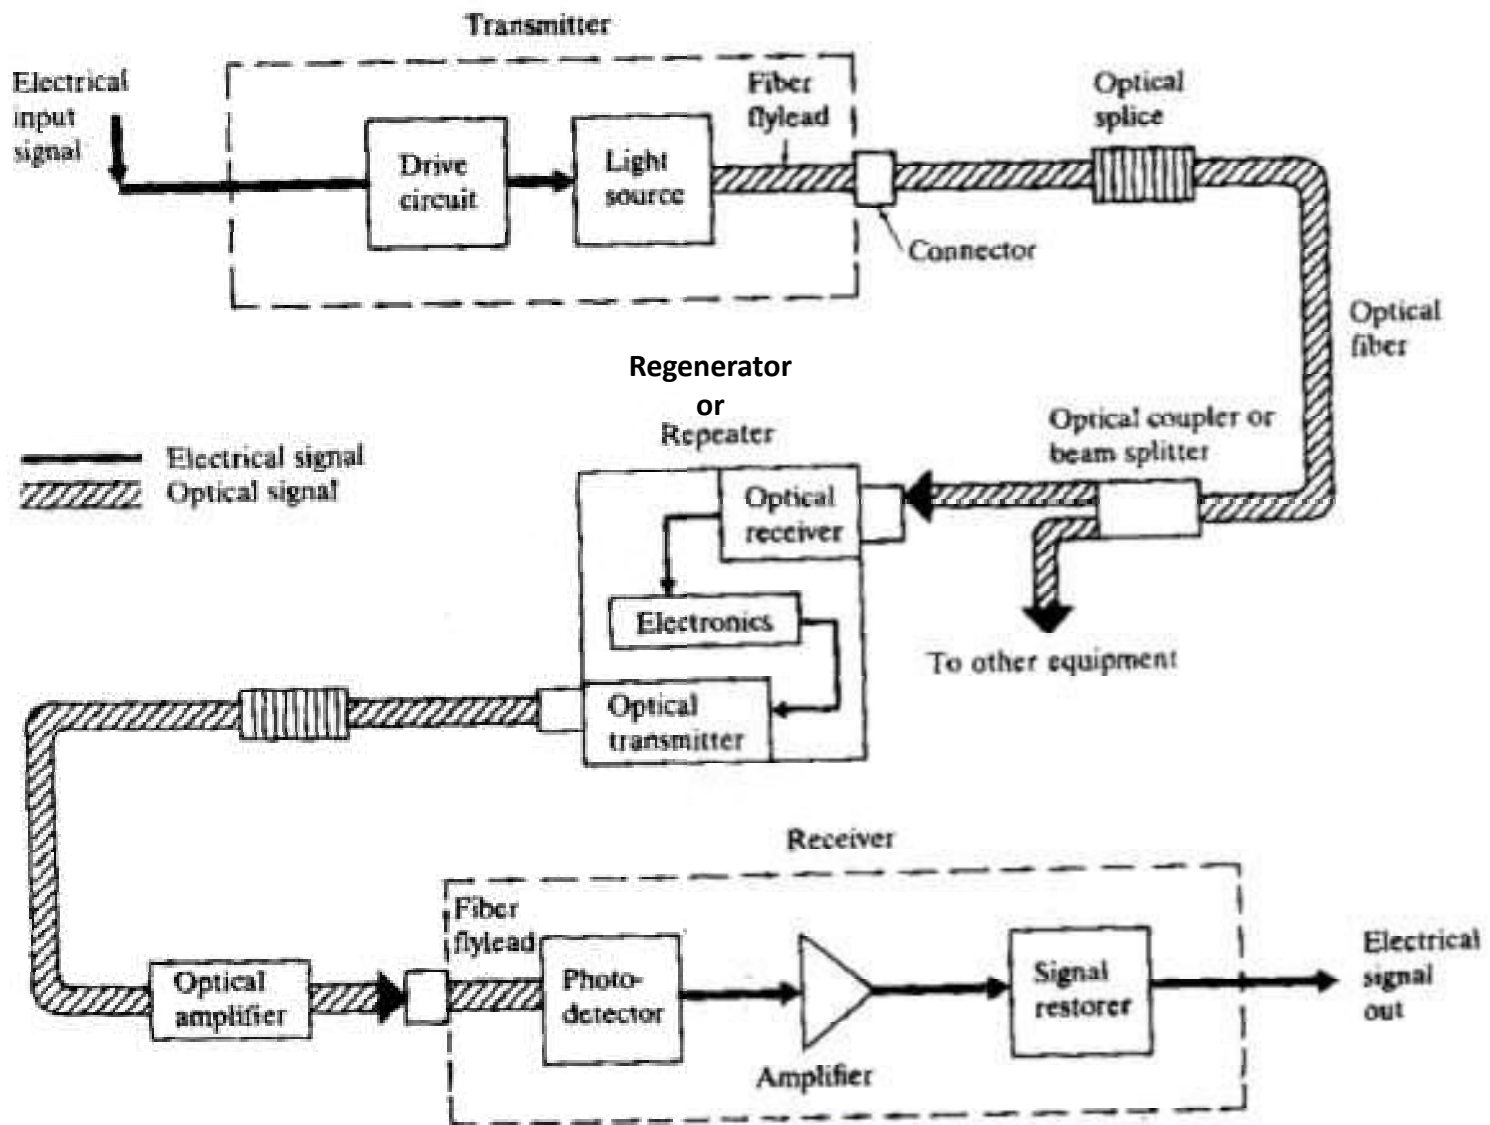 Transmitter
Electrical
input
signal
Fiber
flylead
Optical
splice
Drive
circuit
Light
source
Connector
Optical
fiber
Regenerator
or
Repeater
Optical coupler or
beam splitter
Electrical signal
Optical signal
Optical
receiver
Electronics
To other equipment
Optical
transmitter
Receiver
Fiber
flylead
Optical
amplifier
Photo-
detector
Signal
restorer
Electrical
signal
out
Amplifier